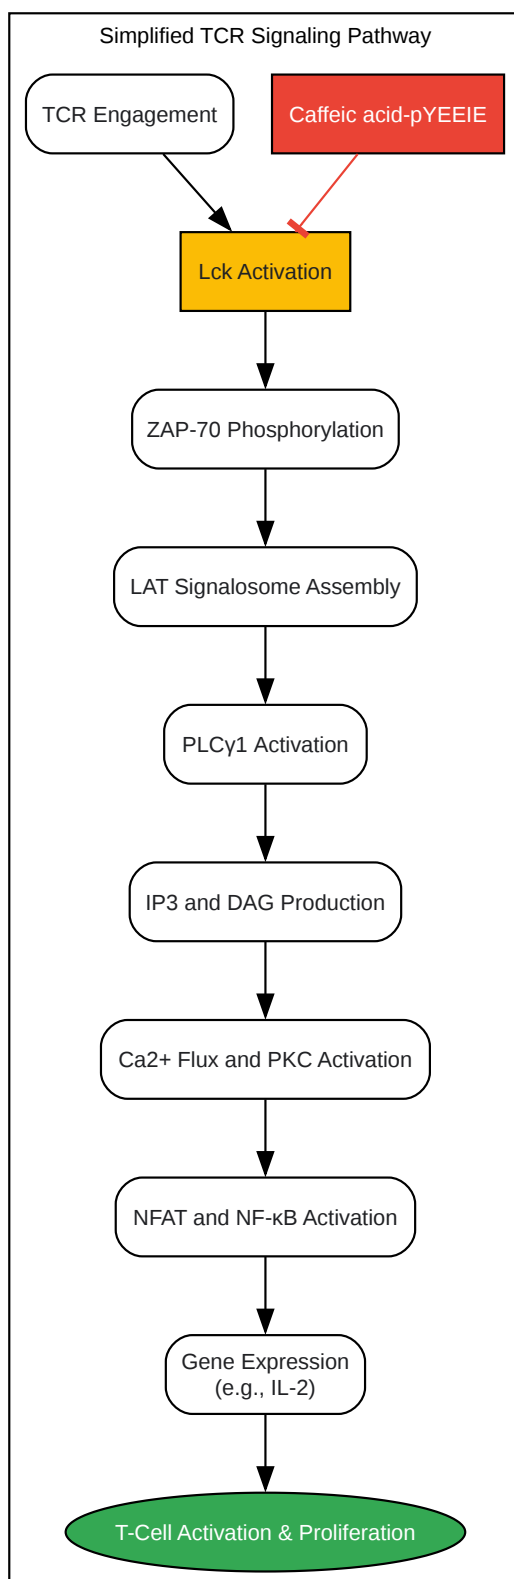 Simplified TCR Signaling Pathway
TCR Engagement
Caffeic acid-pYEEIE
Lck Activation
ZAP-70 Phosphorylation
LAT Signalosome Assembly
PLCγ1 Activation
IP3 and DAG Production
Ca2+ Flux and PKC Activation
NFAT and NF-κB Activation
Gene Expression
(e.g., IL-2)
T-Cell Activation & Proliferation